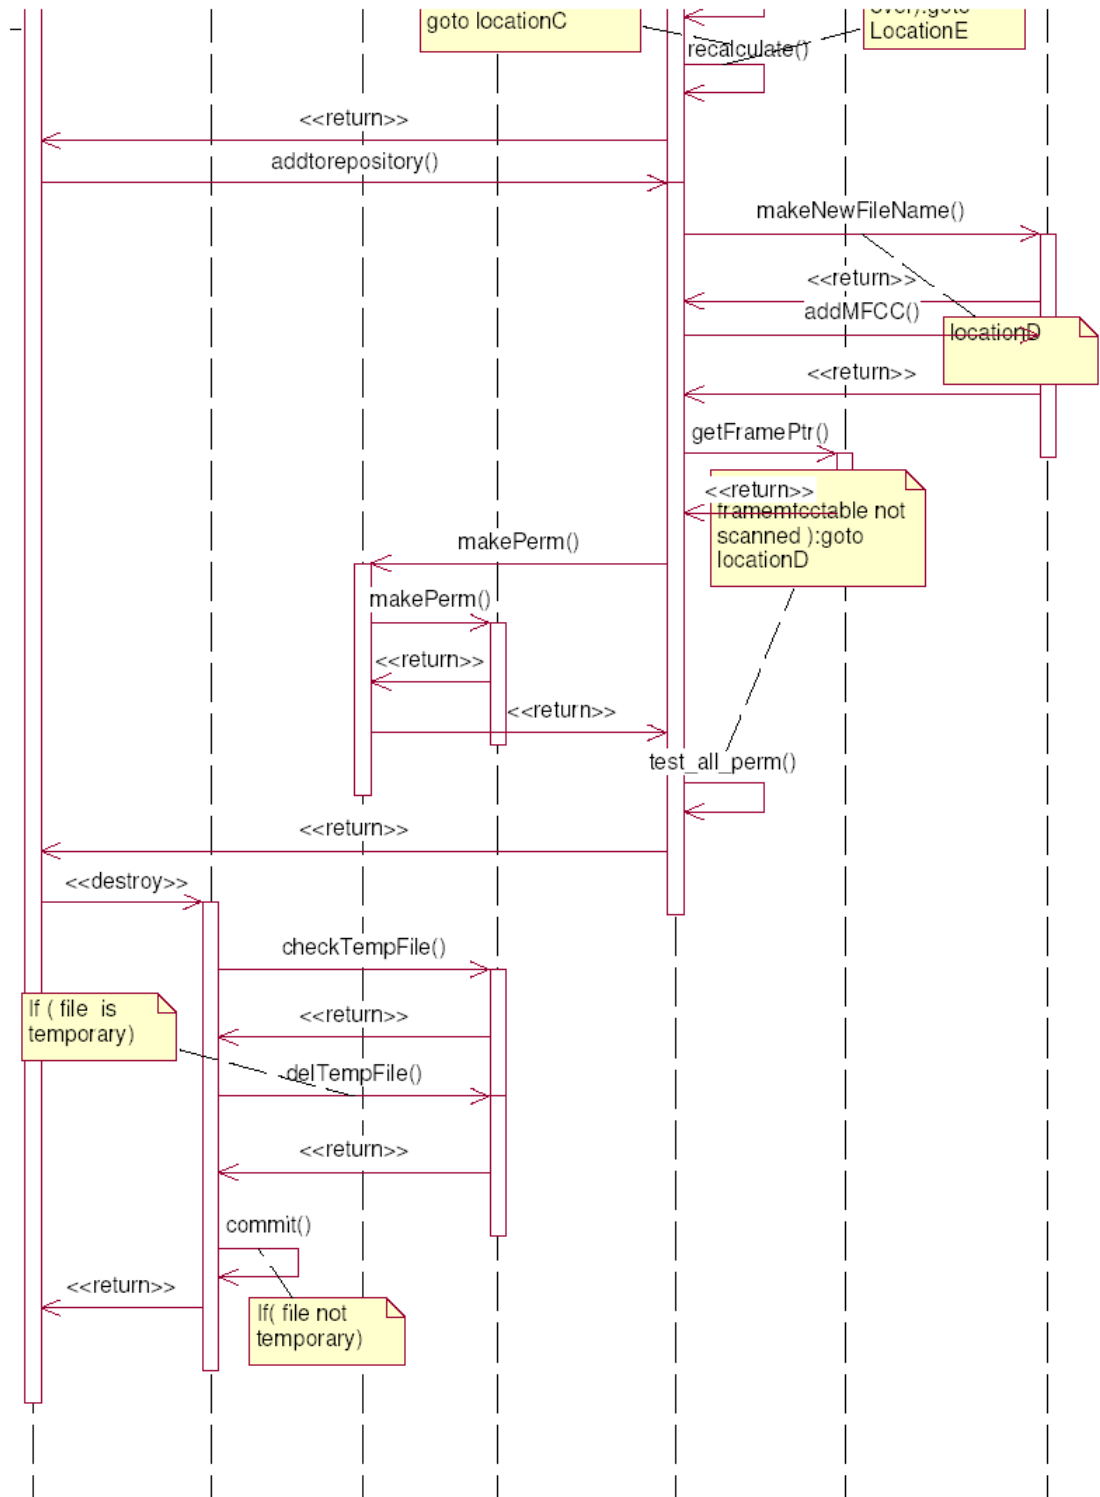 goto locationC
over):goto
LocationE
recalculate()
<<return>>
addtorepository()
makeNewFileName()
<<return>>
addMFCC()
locationD
<<return>>
getFramePtr()
<<return>>
framemfcctable not
scanned ):goto
locationD
makePerm()
makePerm()
<<return>>
<<return>>
test_all_perm()
<<return>>
<<destroy>>
checkTempFile()
If ( file is
temporary)
<<return>>
delTempFile()
<<return>>
commit()
<<return>>
If( file not
temporary)